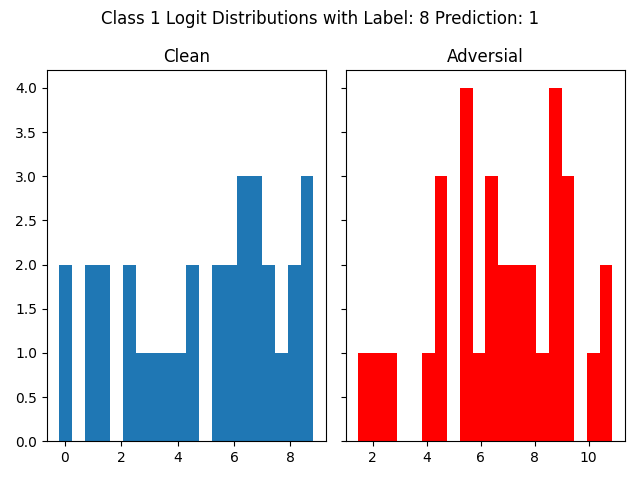 Class 1 Logit Distributions with Label: 8 Prediction: 1
Clean
Adversial
4.0
3.5
3.0
2.5
2.0
1.5
1.0
0.5
0.0
0 2 4 6 8
2 4 6 8 10